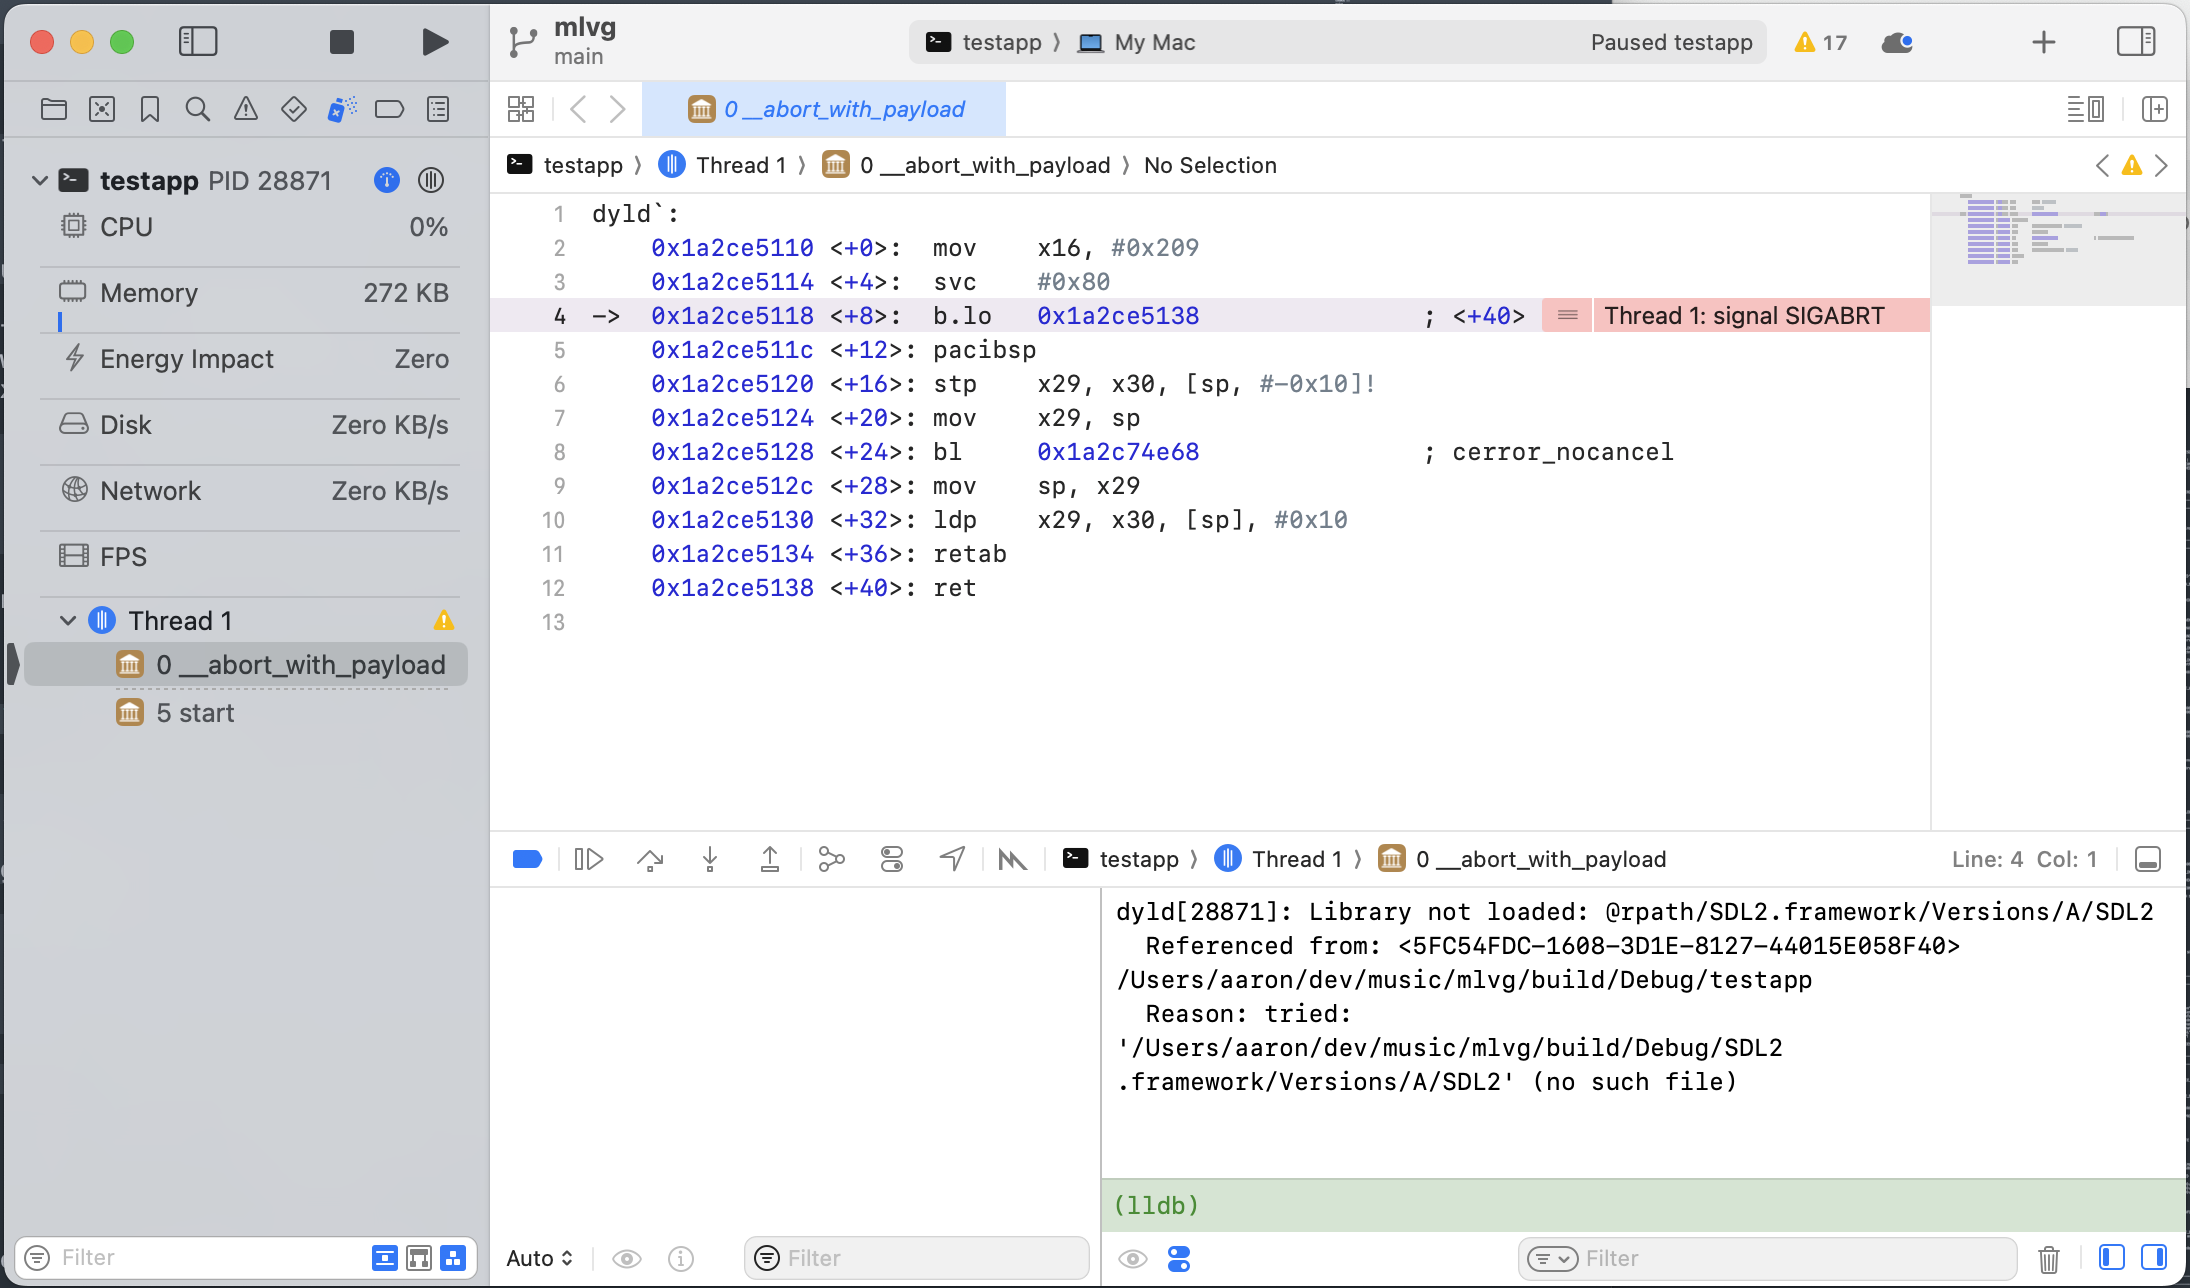 mlvg
main
testapp 〉 My Mac
Paused testapp
17
0 __abort_with_payload
testapp PID 28871
CPU 0%
Memory 272 KB
Energy Impact Zero
Disk Zero KB/s
Network Zero KB/s
FPS
Thread 1
0 __abort_with_payload
5 start
Filter
testapp 〉 Thread 1 〉 0 __abort_with_payload 〉 No Selection
1 dyld`:
2 0x1a2ce5110 <+0>: mov x16, #0x209
3 0x1a2ce5114 <+4>: svc #0x80
4 -> 0x1a2ce5118 <+8>: b.lo 0x1a2ce5138 ; <+40> Thread 1: signal SIGABRT
5 0x1a2ce511c <+12>: pacibsp
6 0x1a2ce5120 <+16>: stp x29, x30, [sp, #-0x10]!
7 0x1a2ce5124 <+20>: mov x29, sp
8 0x1a2ce5128 <+24>: bl 0x1a2c74e68 ; cerror_nocancel
9 0x1a2ce512c <+28>: mov sp, x29
10 0x1a2ce5130 <+32>: ldp x29, x30, [sp], #0x10
11 0x1a2ce5134 <+36>: retab
12 0x1a2ce5138 <+40>: ret
13
testapp 〉 Thread 1 〉 0 __abort_with_payload
Line: 4 Col: 1
dyld[28871]: Library not loaded: @rpath/SDL2.framework/Versions/A/SDL2
Referenced from: <5FC54FDC-1608-3D1E-8127-44015E058F40>
/Users/aaron/dev/music/mlvg/build/Debug/testapp
Reason: tried:
'/Users/aaron/dev/music/mlvg/build/Debug/SDL2
.framework/Versions/A/SDL2' (no such file)
(lldb)
Auto
Filter
Filter